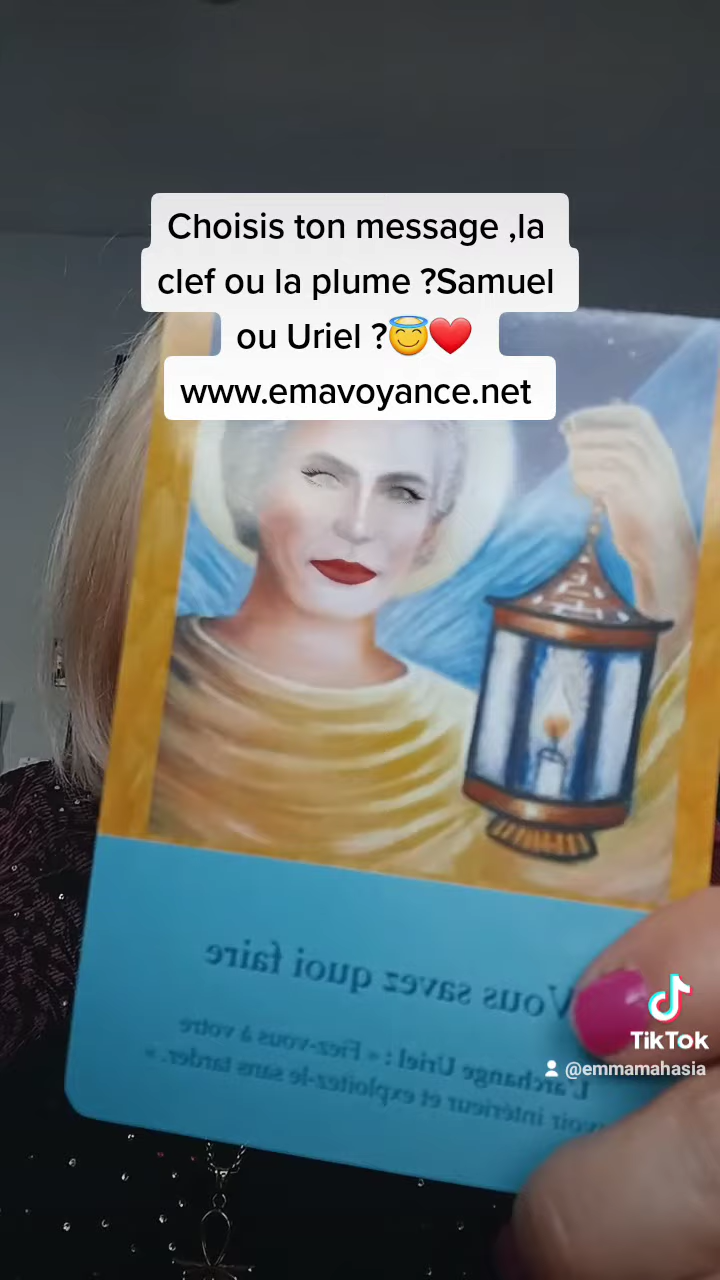 Choisis ton message ,la
clef ou la plume ?Samuel
ou Uriel ?😇❤️
www.emavoyance.net
Vous savez quoi faire
L'archange Uriel : « Fiez-vous à votre
intérieur et exploitez-le sans tarder. »
TikTok
@emmamahasia